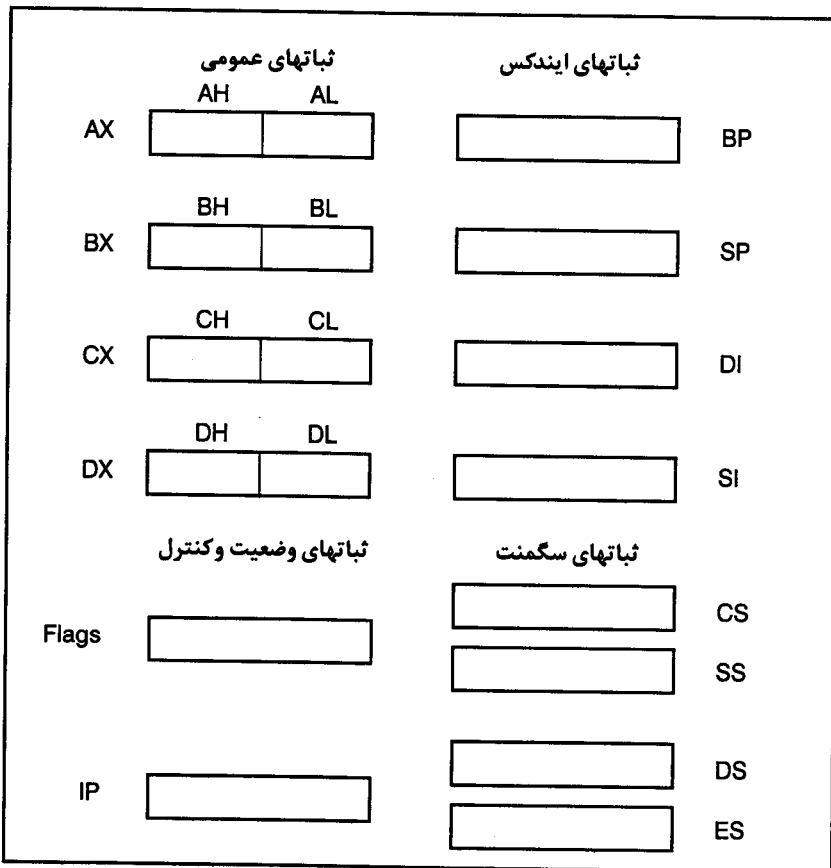 ثباتهای عمومی
ثباتهای ایندکس
AH AL
AX
BP
BH BL
BX
SP
CH CL
CX
DI
DH DL
DX
SI
ثباتهای وضعیت وکنترل
ثباتهای سگمنت
CS
Flags
SS
DS
IP
ES